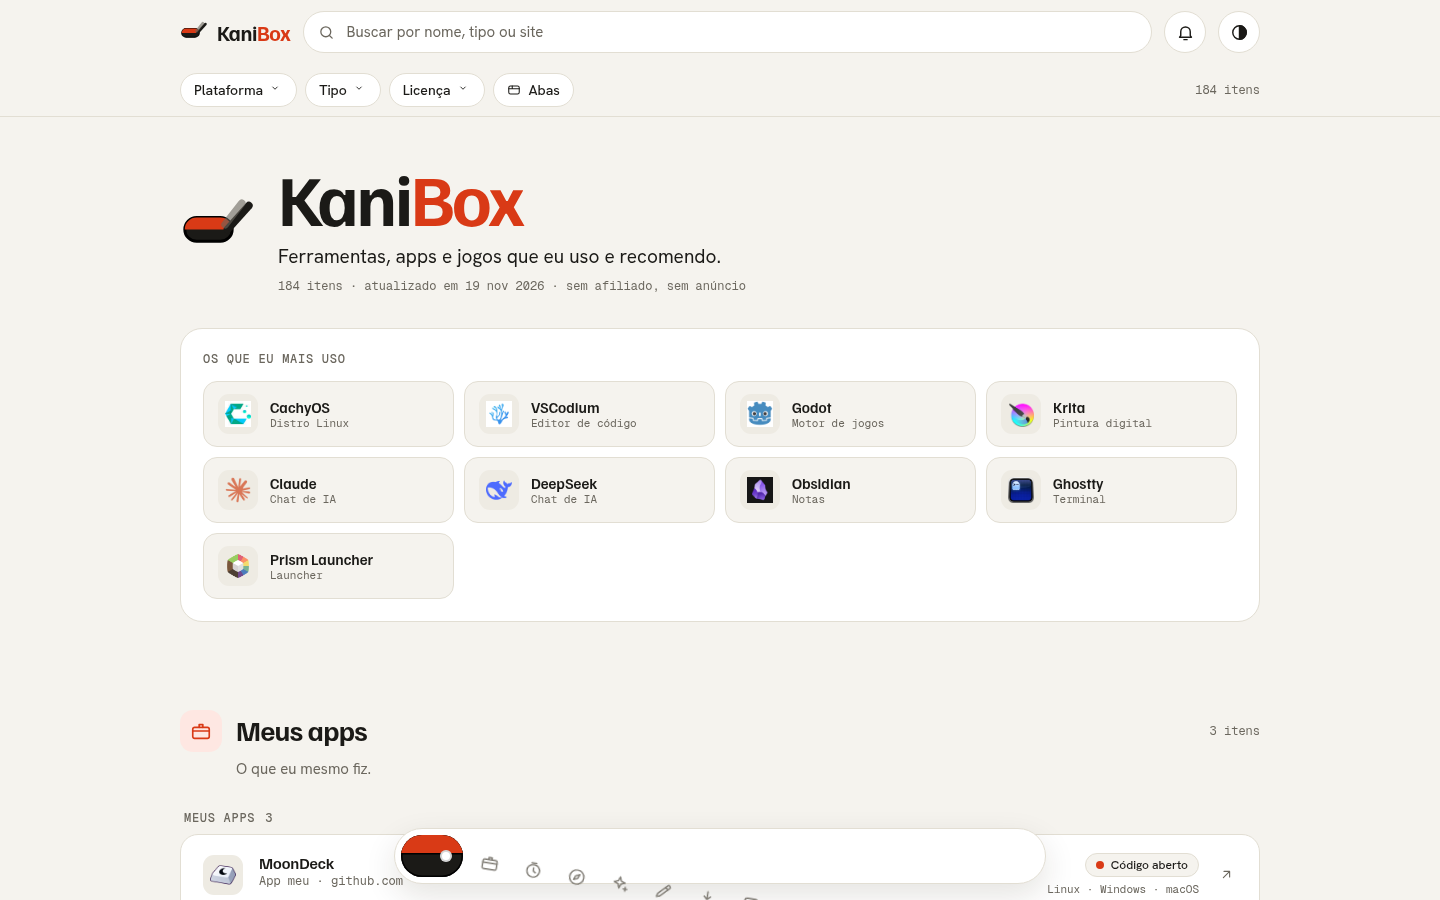 KaniBox
Buscar por nome, tipo ou site
Plataforma
Tipo
Licença
Abas
184 itens
KaniBox
Ferramentas, apps e jogos que eu uso e recomendo.
184 itens · atualizado em 19 nov 2026 · sem afiliado, sem anúncio
OS QUE EU MAIS USO
CachyOS
Distro Linux
VSCodium
Editor de código
Godot
Motor de jogos
Krita
Pintura digital
Claude
Chat de IA
DeepSeek
Chat de IA
Obsidian
Notas
Ghostty
Terminal
Prism Launcher
Launcher
Meus apps
3 itens
O que eu mesmo fiz.
MEUS APPS 3
MoonDeck
App meu · github.com
Código aberto
Linux · Windows · macOS